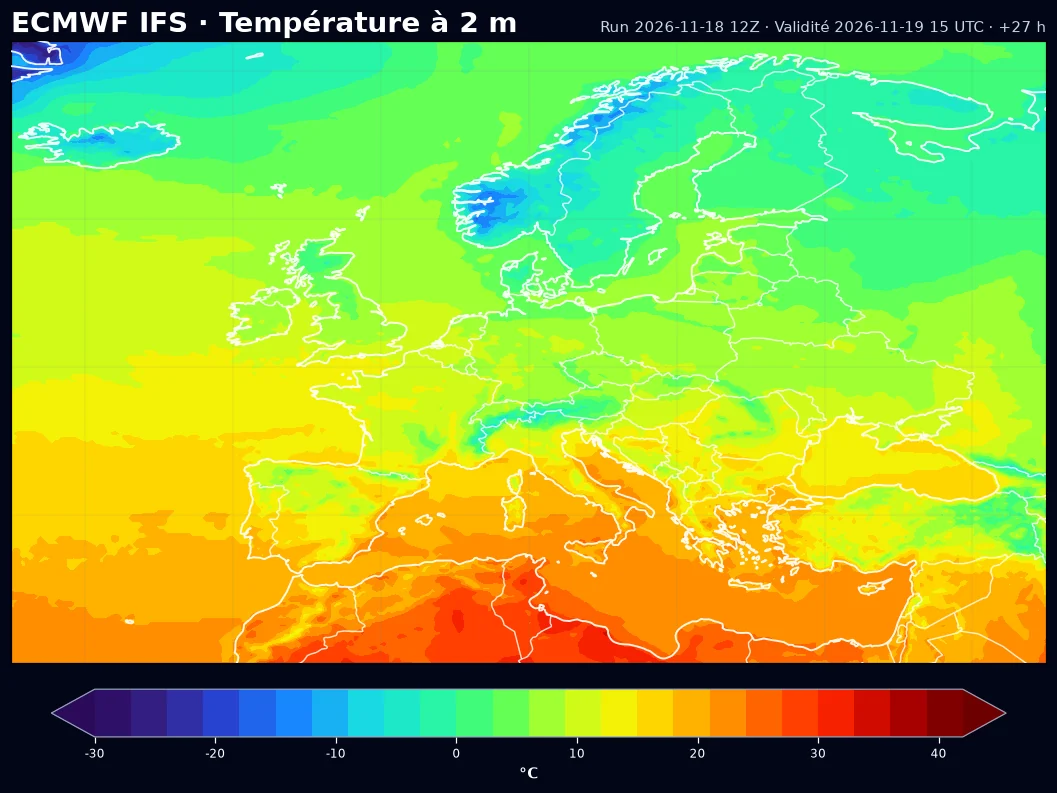 ECMWF IFS · Température à 2 m
Run 2026-11-18 12Z · Validité 2026-11-19 15 UTC · +27 h
-30 -20 -10 0 10 20 30 40
°C